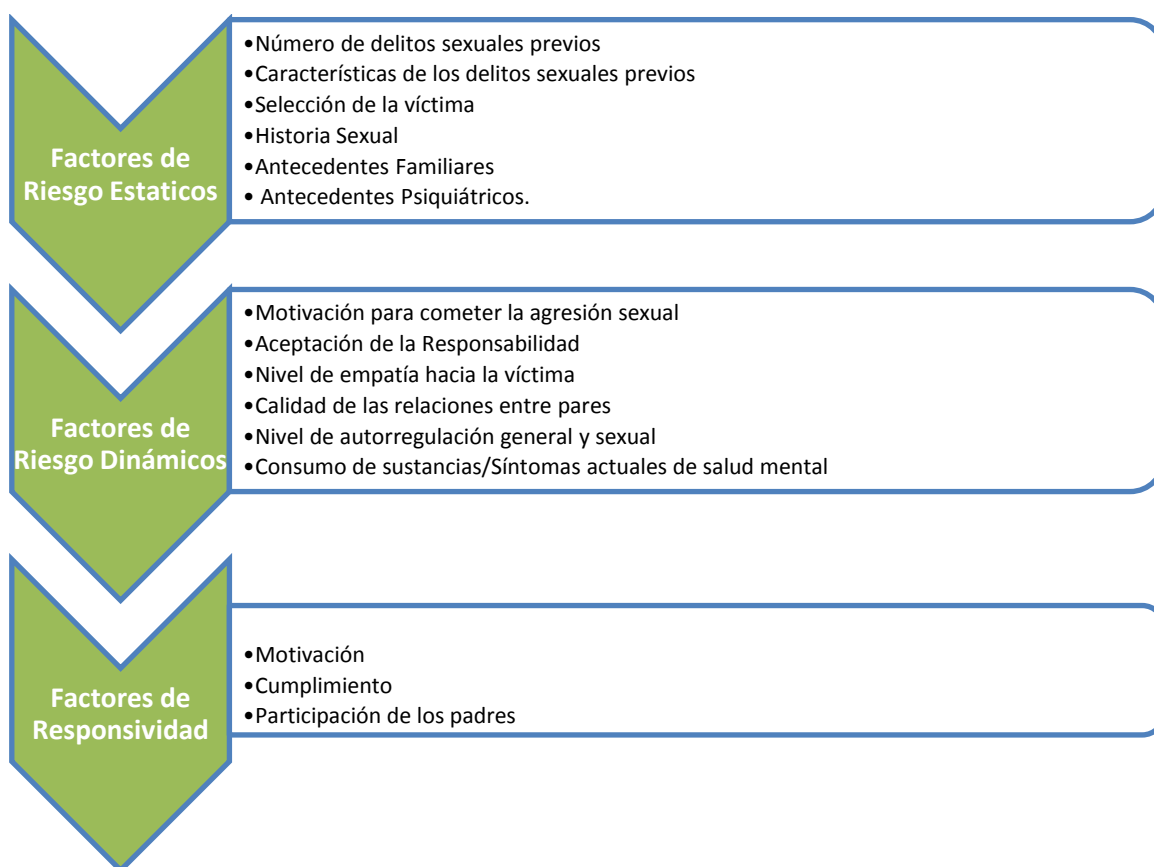 Factores de
Riesgo Estaticos
•Número de delitos sexuales previos
•Características de los delitos sexuales previos
•Selección de la víctima
•Historia Sexual
•Antecedentes Familiares
• Antecedentes Psiquiátricos.
Factores de
Riesgo Dinámicos
•Motivación para cometer la agresión sexual
•Aceptación de la Responsabilidad
•Nivel de empatía hacia la víctima
•Calidad de las relaciones entre pares
•Nivel de autorregulación general y sexual
•Consumo de sustancias/Síntomas actuales de salud mental
Factores de
Responsividad
•Motivación
•Cumplimiento
•Participación de los padres